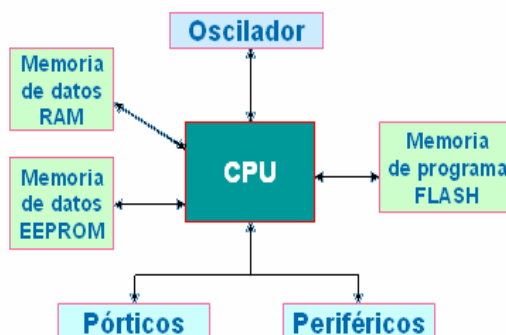 Oscilador
Memoria
de datos
RAM
Memoria
de datos
EEPROM
CPU
Memoria
de programa
FLASH
Pórticos
Periféricos